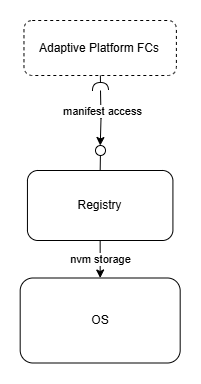 Adaptive Platform FCs
manifest access
Registry
nvm storage
OS